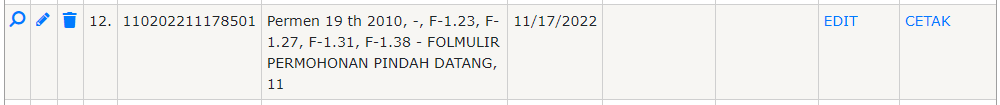 12. 110202211178501 Permen 19 th 2010, -, F-1.23, F- 11/17/2022 EDIT CETAK
1.27, F-1.31, F-1.38 - FOLMULIR
PERMOHONAN PINDAH DATANG,
11